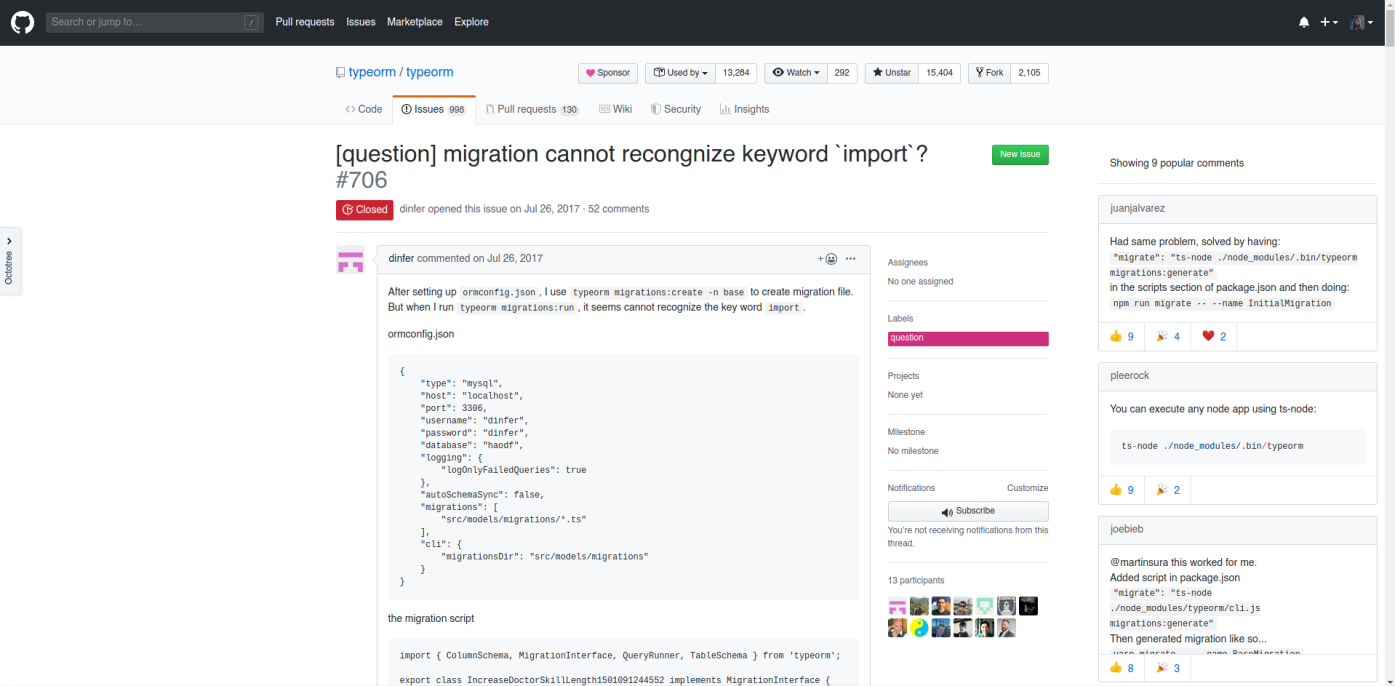 Search or jump to… /
Pull requests Issues Marketplace Explore
typeorm / typeorm
Sponsor Used by 13,284 Watch 292 Unstar 15,404 Fork 2,105
Code Issues 998 Pull requests 130 Wiki Security Insights
[question] migration cannot recongnize keyword `import`?
#706
New issue
Closed dinfer opened this issue on Jul 26, 2017 · 52 comments
Octotree
dinfer commented on Jul 26, 2017
After setting up ormconfig.json , I use typeorm migrations:create -n base to create migration file.
But when I run typeorm migrations:run , it seems cannot recognize the key word import .
ormconfig.json
{
"type": "mysql",
"host": "localhost",
"port": 3306,
"username": "dinfer",
"password": "dinfer",
"database": "haodf",
"logging": {
"logOnlyFailedQueries": true
},
"autoSchemaSync": false,
"migrations": [
"src/models/migrations/*.ts"
],
"cli": {
"migrationsDir": "src/models/migrations"
}
}
the migration script
import { ColumnSchema, MigrationInterface, QueryRunner, TableSchema } from 'typeorm';
export class IncreaseDoctorSkillLength1501091244552 implements MigrationInterface {
Assignees
No one assigned
Labels
question
Projects
None yet
Milestone
No milestone
Notifications Customize
Subscribe
You're not receiving notifications from this
thread.
13 participants
Showing 9 popular comments
juanjalvarez
Had same problem, solved by having:
"migrate": "ts-node ./node_modules/.bin/typeorm
migrations:generate"
in the scripts section of package.json and then doing:
npm run migrate -- --name InitialMigration
9 4 2
pleerock
You can execute any node app using ts-node:
ts-node ./node_modules/.bin/typeorm
9 2
joebieb
@martinsura this worked for me.
Added script in package.json
"migrate": "ts-node
./node_modules/typeorm/cli.js
migrations:generate"
Then generated migration like so...
yarn migrate -- --name BaseMigration
8 3